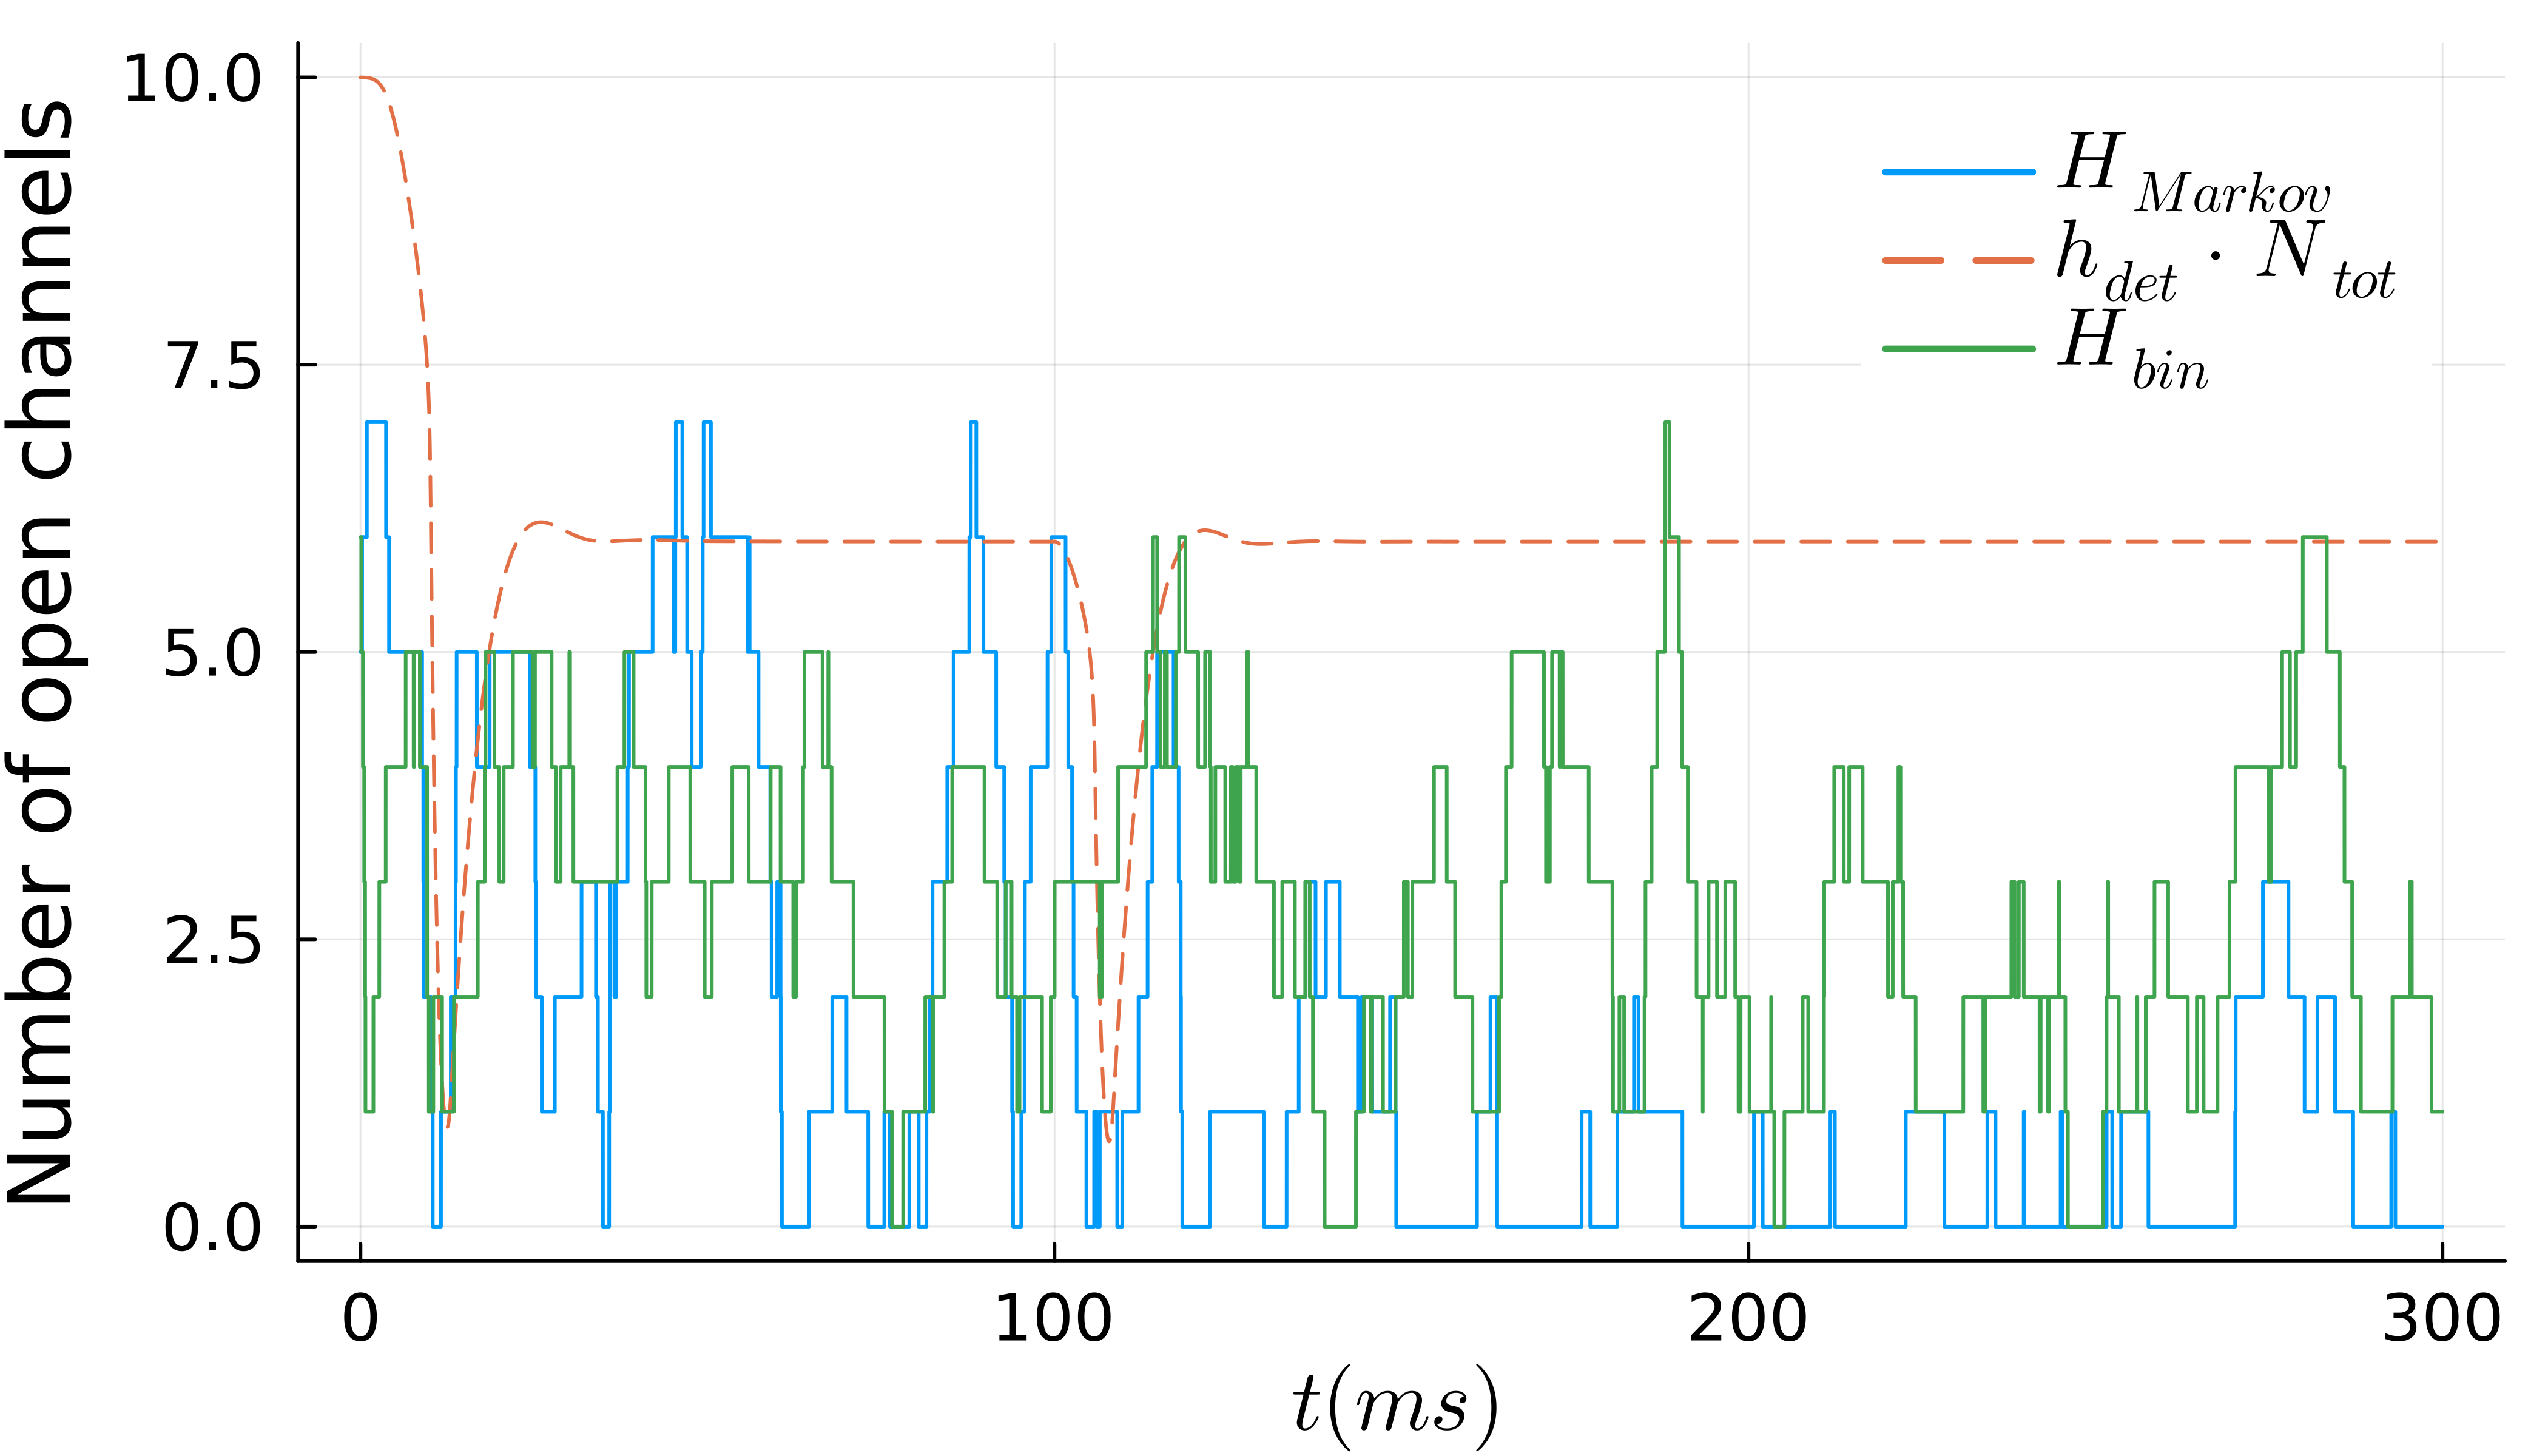 Number of open channels
10.0
7.5
5.0
2.5
0.0
H_Markov
h_det · N_tot
H_bin
0 100 200 300
t(ms)